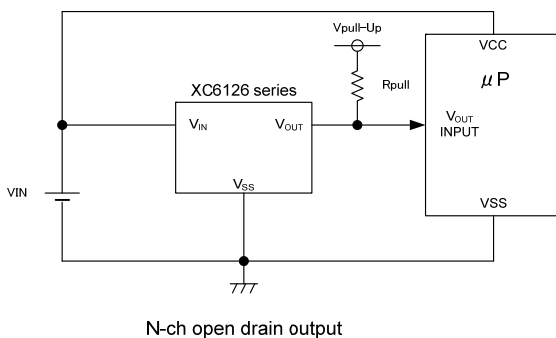 Vpull-Up
VCC
Rpull
μP
XC6126 series
VIN
VOUT
VOUT
INPUT
VIN
VSS
VSS
N-ch open drain output